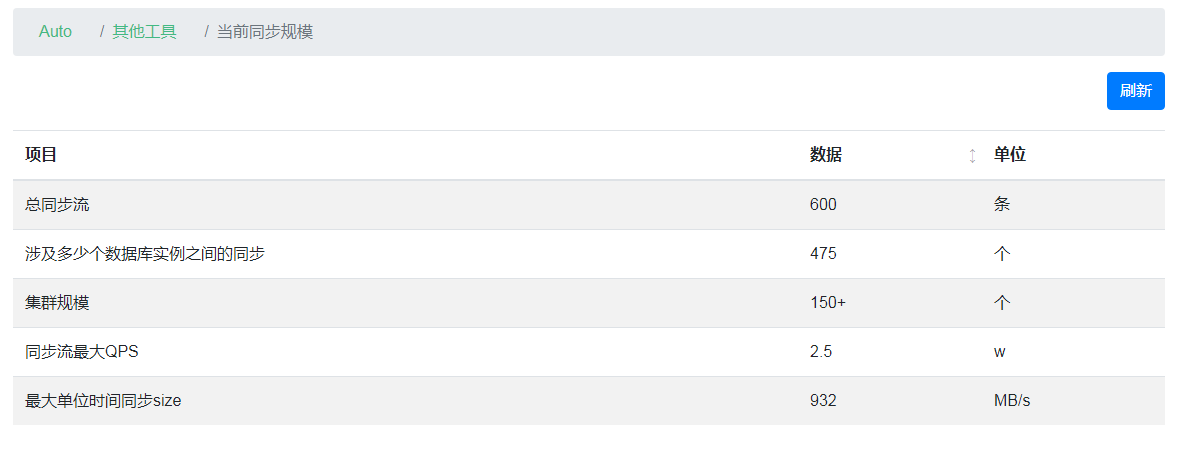 Auto / 其他工具 / 当前同步规模
刷新
项目 数据 单位
总同步流 600 条
涉及多少个数据库实例之间的同步 475 个
集群规模 150+ 个
同步流最大QPS 2.5 w
最大单位时间同步size 932 MB/s